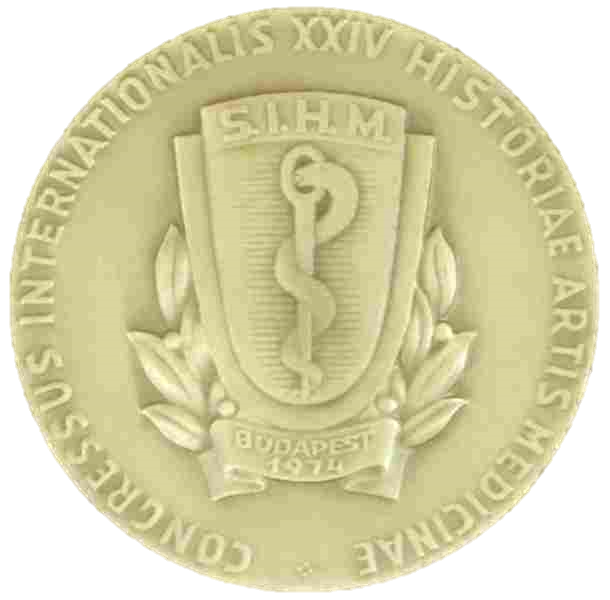 CONGRESSUS INTERNATIONALIS XXIV HISTORIAE ARTIS MEDICINAE
S.I.H.M.
BUDAPEST
1974